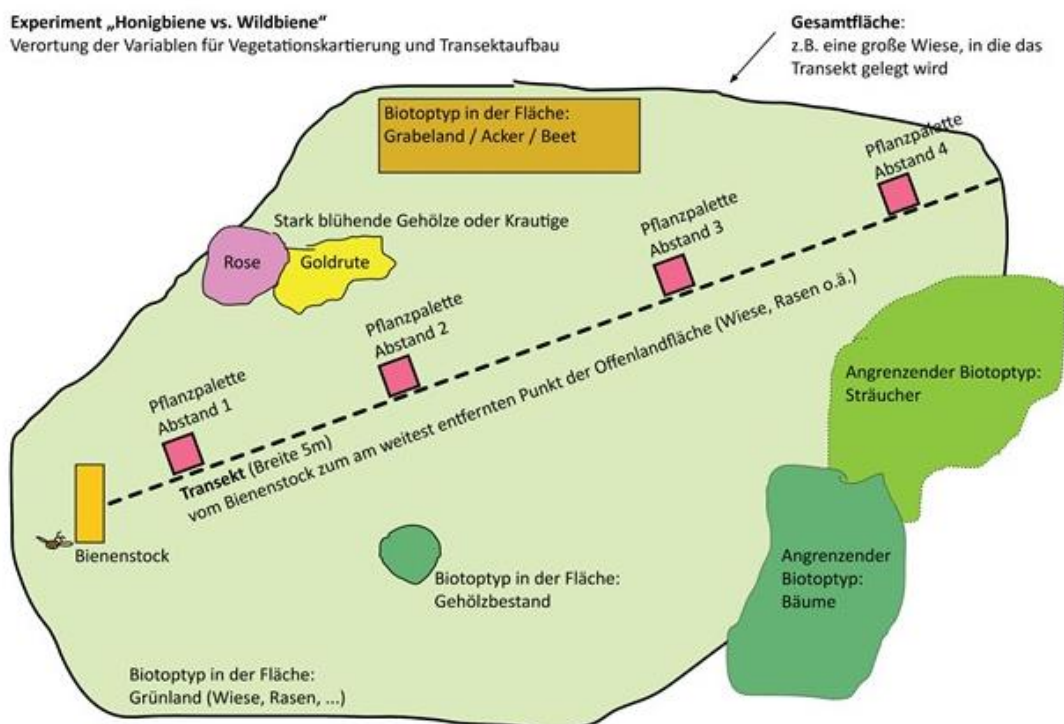 Experiment „Honigbiene vs. Wildbiene“
Verortung der Variablen für Vegetationskartierung und Transektaufbau
Gesamtfläche:
z.B. eine große Wiese, in die das
Transekt gelegt wird
Biotoptyp in der Fläche:
Grabeland / Acker / Beet
Pflanzpalette
Abstand 4
Pflanzpalette
Abstand 3
Stark blühende Gehölze oder Krautige
Rose
Goldrute
Pflanzpalette
Abstand 2
Pflanzpalette
Abstand 1
Angrenzender Biotoptyp:
Sträucher
Transekt (Breite 5m)
vom Bienenstock zum am weitest entfernten Punkt der Offenlandfläche (Wiese, Rasen o.ä.)
Bienenstock
Biotoptyp in der Fläche:
Gehölzbestand
Angrenzender
Biotoptyp:
Bäume
Biotoptyp in der Fläche:
Grünland (Wiese, Rasen, ...)